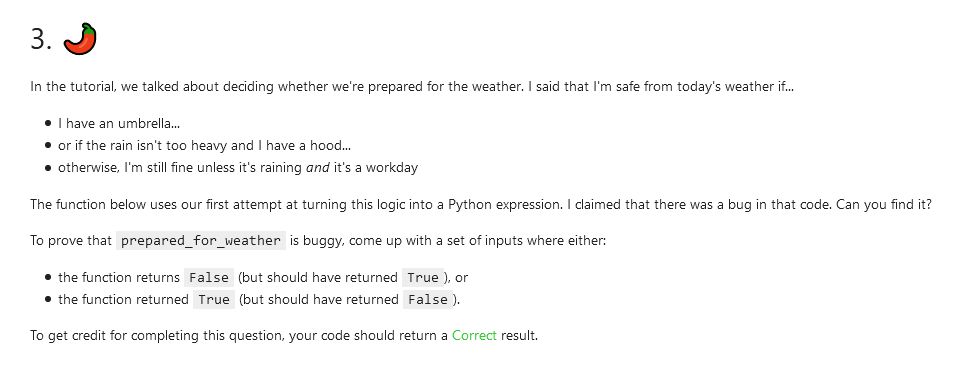 3. 🌶️
In the tutorial, we talked about deciding whether we're prepared for the weather. I said that I'm safe from today's weather if...
• I have an umbrella...
• or if the rain isn't too heavy and I have a hood...
• otherwise, I'm still fine unless it's raining and it's a workday
The function below uses our first attempt at turning this logic into a Python expression. I claimed that there was a bug in that code. Can you find it?
To prove that prepared_for_weather is buggy, come up with a set of inputs where either:
• the function returns False (but should have returned True ), or
• the function returned True (but should have returned False ).
To get credit for completing this question, your code should return a Correct result.